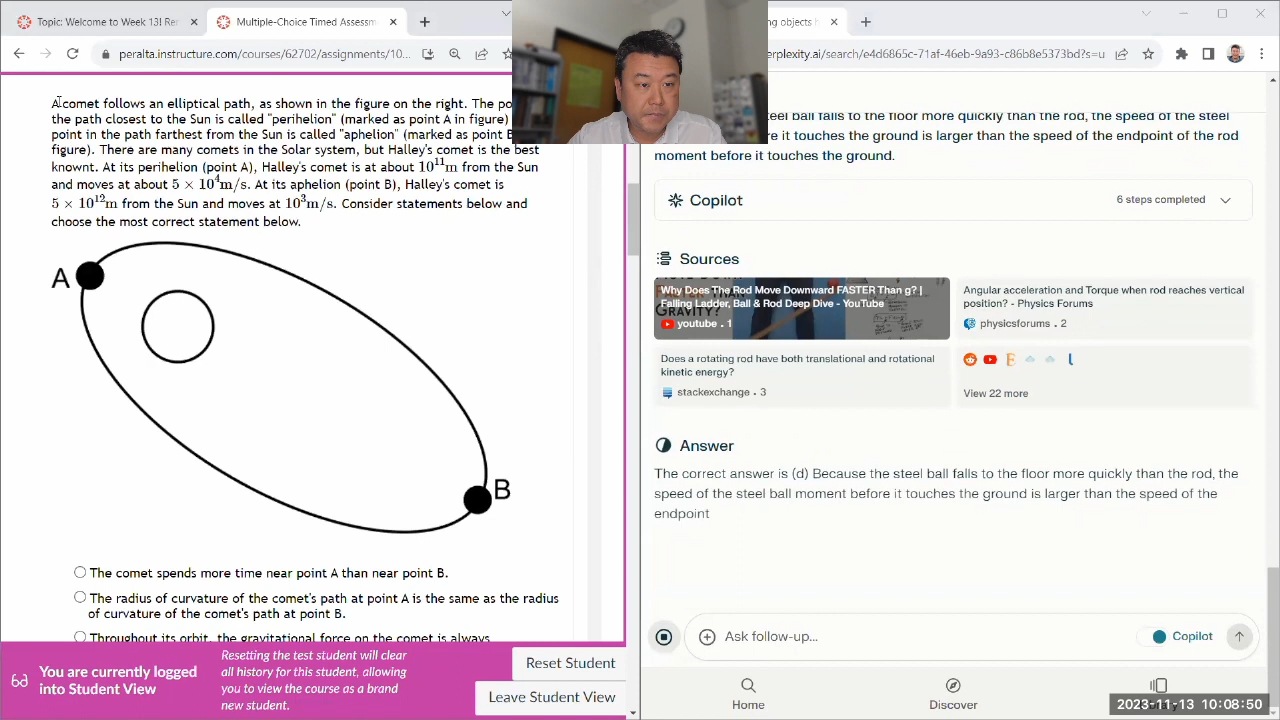 Topic: Welcome to Week 13! Re
Multiple-Choice Timed Assessm
ng objects h
peralta.instructure.com/courses/62702/assignments/10...
erplexity.ai/search/e4d6865c-71af-46eb-9a93-c86b8e5373bd?s=u
A comet follows an elliptical path, as shown in the figure on the right. The po
the path closest to the Sun is called "perihelion" (marked as point A in figure)
point in the path farthest from the Sun is called "aphelion" (marked as point B
figure). There are many comets in the Solar system, but Halley's comet is the best
knownt. At its perihelion (point A), Halley's comet is at about 10¹¹m from the Sun
and moves at about 5 × 10⁴m/s. At its aphelion (point B), Halley's comet is
5 × 10¹²m from the Sun and moves at 10³m/s. Consider statements below and
choose the most correct statement below.
A
B
The comet spends more time near point A than near point B.
The radius of curvature of the comet's path at point A is the same as the radius
of curvature of the comet's path at point B.
Throughout its orbit, the gravitational force on the comet is always
You are currently logged
into Student View
Resetting the test student will clear
all history for this student, allowing
you to view the course as a brand
new student.
Reset Student
Leave Student View
ball falls to the floor more quickly than the rod, the speed of the steel
re it touches the ground is larger than the speed of the endpoint of the rod
moment before it touches the ground.
Copilot
6 steps completed
Sources
Why Does The Rod Move Downward FASTER Than g? |
Falling Ladder, Ball & Rod Deep Dive - YouTube
GRAVITY?
youtube . 1
Angular acceleration and Torque when rod reaches vertical
position? - Physics Forums
physicsforums . 2
Does a rotating rod have both translational and rotational
kinetic energy?
stackexchange . 3
View 22 more
Answer
The correct answer is (d) Because the steel ball falls to the floor more quickly than the rod, the
speed of the steel ball moment before it touches the ground is larger than the speed of the
endpoint
Ask follow-up...
Copilot
Home
Discover
2023-11-13 10:08:50